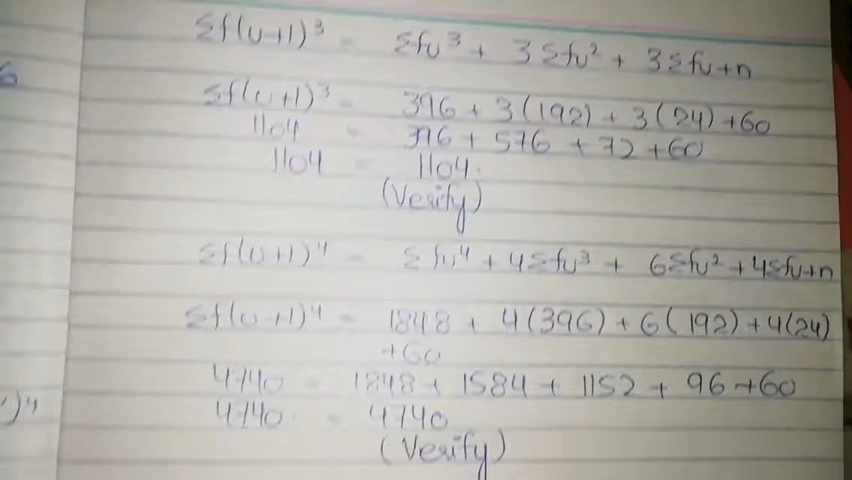 Σf(u+1)³ = Σfu³ + 3Σfu² + 3Σfu+n
Σf(u+1)³ = 396 + 3(192) + 3(24) +60
1104 = 396 + 576 + 72 +60
1104 = 1104.
(Verify)
Σf(u+1)⁴ = Σfu⁴ + 4Σfu³ + 6Σfu² + 4Σfu+n
Σf(u+1)⁴ = 1848 + 4(396) + 6(192) + 4(24)
+60
4740 = 1848 + 1584 + 1152 + 96 +60
4740. = 4740
(Verify)
)⁴